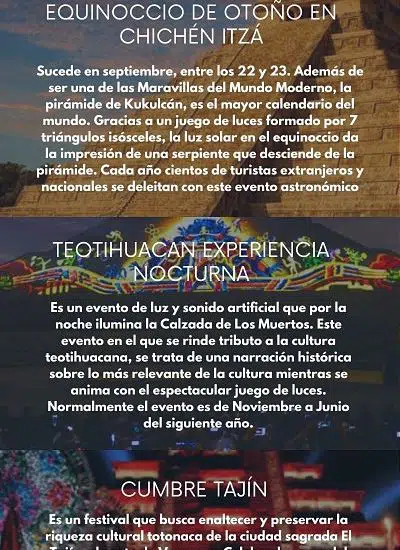 EQUINOCCIO DE OTOÑO EN
CHICHÉN ITZÁ
Sucede en septiembre, entre los 22 y 23. Además de
ser una de las Maravillas del Mundo Moderno, la
pirámide de Kukulcán, es el mayor calendario del
mundo. Gracias a un juego de luces formado por 7
triángulos isósceles, la luz solar en el equinoccio da
la impresión de una serpiente que desciende de la
pirámide. Cada año cientos de turistas extranjeros y
nacionales se deleitan con este evento astronómico
TEOTIHUACAN EXPERIENCIA
NOCTURNA
Es un evento de luz y sonido artificial que por la
noche ilumina la Calzada de Los Muertos. Este
evento en el que se rinde tributo a la cultura
teotihuacana, se trata de una narración histórica
sobre lo más relevante de la cultura mientras se
anima con el espectacular juego de luces.
Normalmente el evento es de Noviembre a Junio
del siguiente año.
CUMBRE TAJÍN
Es un festival que busca enaltecer y preservar la
riqueza cultural totonaca de la ciudad sagrada El